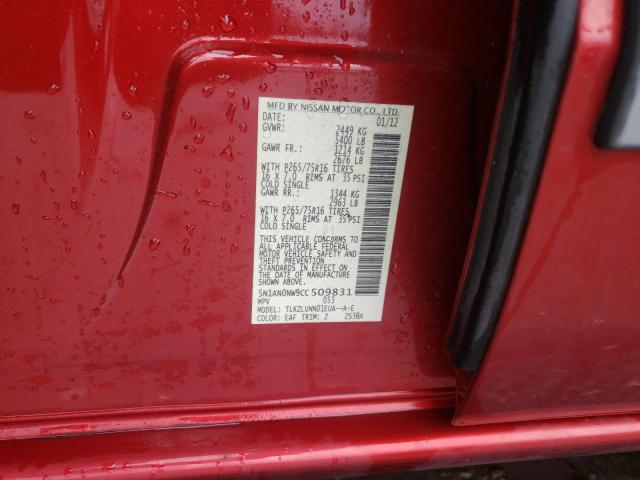 MFD BY NISSAN MOTOR CO., LTD.
DATE: 01/12
GVWR: 2449 KG
5400 LB
GAWR FR.: 1214 KG
2676 LB
WITH P265/75R16 TIRES
16 X 7.0 RIMS AT 35 PSI
COLD SINGLE
GAWR RR.: 1344 KG
2963 LB
WITH P265/75R16 TIRES
16 X 7.0 RIMS AT 35 PSI
COLD SINGLE
THIS VEHICLE CONFORMS TO
ALL APPLICABLE FEDERAL
MOTOR VEHICLE SAFETY AND
THEFT PREVENTION
STANDARDS IN EFFECT ON
THE DATE OF MANUFACTURE
SHOWN ABOVE.
5N1AN0NW9CC509831
MPV 053
MODEL: TLKZLUNN01EUA--A-E
COLOR: EAF TRIM: Z 2530A